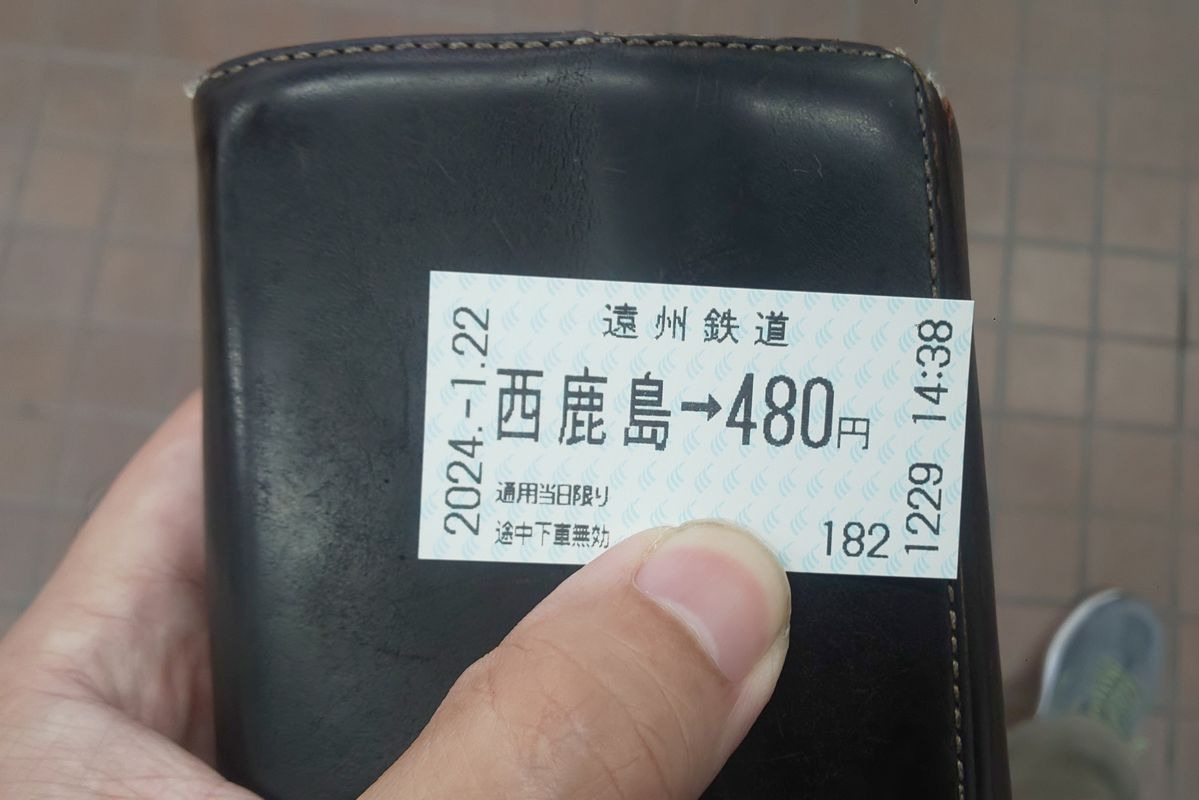 遠州鉄道
西鹿島→480円
通用当日限り
途中下車無効
182
2024.-1.22
1229 14:38